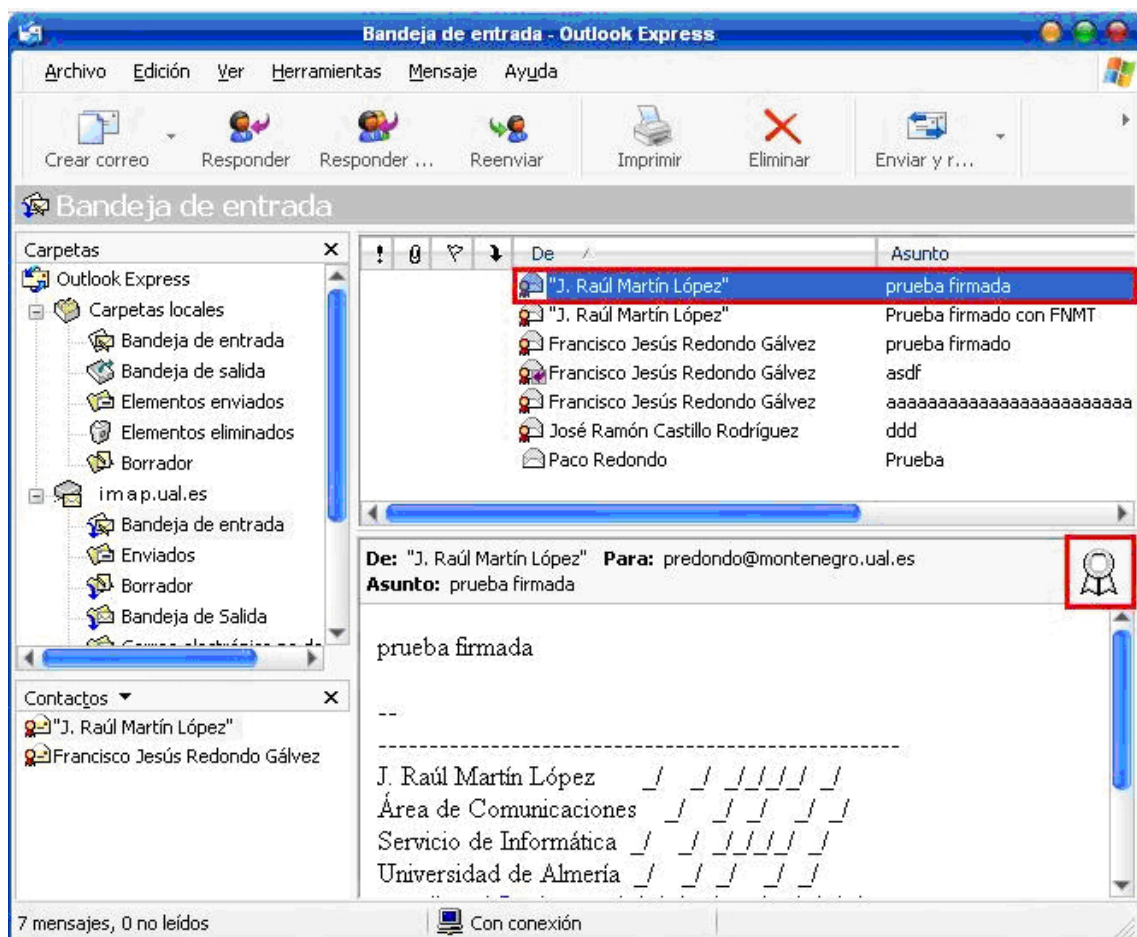 Bandeja de entrada - Outlook Express
Archivo Edición Ver Herramientas Mensaje Ayuda
Crear correo Responder Responder ... Reenviar Imprimir Eliminar Enviar y r...
Bandeja de entrada
Carpetas
Outlook Express
Carpetas locales
Bandeja de entrada
Bandeja de salida
Elementos enviados
Elementos eliminados
Borrador
imap.ual.es
Bandeja de entrada
Enviados
Borrador
Bandeja de Salida
Contactos
"J. Raúl Martín López"
Francisco Jesús Redondo Gálvez
De Asunto
"J. Raúl Martín López" prueba firmada
"J. Raúl Martín López" Prueba firmado con FNMT
Francisco Jesús Redondo Gálvez prueba firmado
Francisco Jesús Redondo Gálvez asdf
Francisco Jesús Redondo Gálvez aaaaaaaaaaaaaaaaaaaaaaaa
José Ramón Castillo Rodríguez ddd
Paco Redondo Prueba
De: "J. Raúl Martín López" Para: predondo@montenegro.ual.es
Asunto: prueba firmada
prueba firmada
--
---------------------------------------------------
J. Raúl Martín López _/ _/ _/_/_/_/ _/
Área de Comunicaciones _/ _/ _/ _/ _/
Servicio de Informática _/ _/ _/_/_/_/ _/
Universidad de Almería _/ _/ _/ _/ _/
7 mensajes, 0 no leídos Con conexión